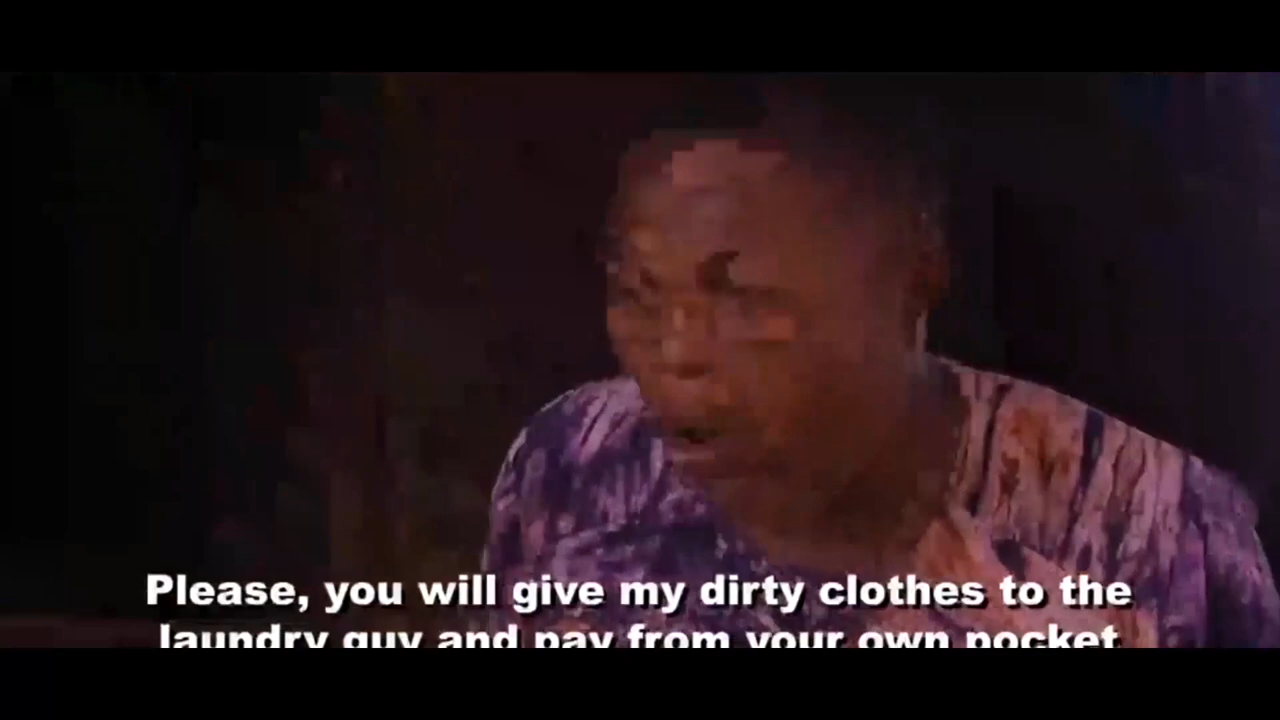 Please, you will give my dirty clothes to the
laundry guy and pay from your own pocket